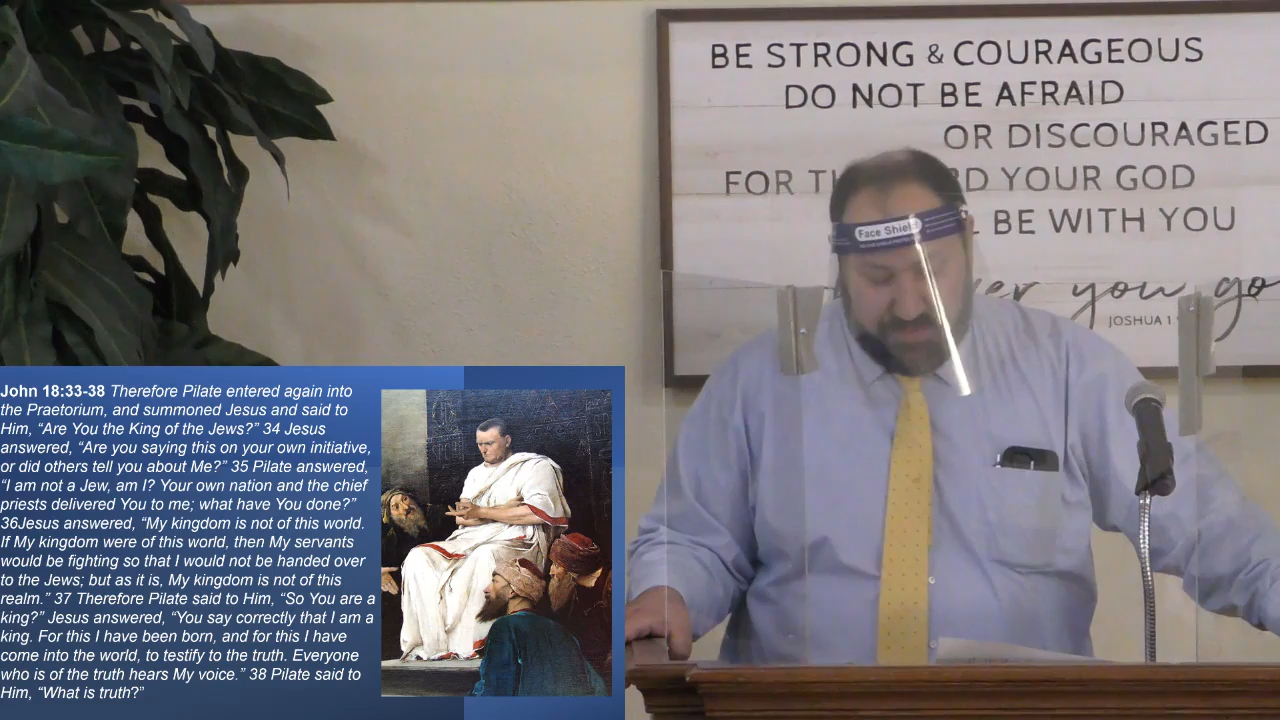 BE STRONG & COURAGEOUS
DO NOT BE AFRAID
OR DISCOURAGED
FOR RD YOUR GOD
BE WITH YOU
you go
JOSHUA 1
Face Shield
John 18:33-38 Therefore Pilate entered again into
the Praetorium, and summoned Jesus and said to
Him, “Are You the King of the Jews?” 34 Jesus
answered, “Are you saying this on your own initiative,
or did others tell you about Me?” 35 Pilate answered,
“I am not a Jew, am I? Your own nation and the chief
priests delivered You to me; what have You done?”
36Jesus answered, “My kingdom is not of this world.
If My kingdom were of this world, then My servants
would be fighting so that I would not be handed over
to the Jews; but as it is, My kingdom is not of this
realm.” 37 Therefore Pilate said to Him, “So You are a
king?” Jesus answered, “You say correctly that I am a
king. For this I have been born, and for this I have
come into the world, to testify to the truth. Everyone
who is of the truth hears My voice.” 38 Pilate said to
Him, “What is truth?”